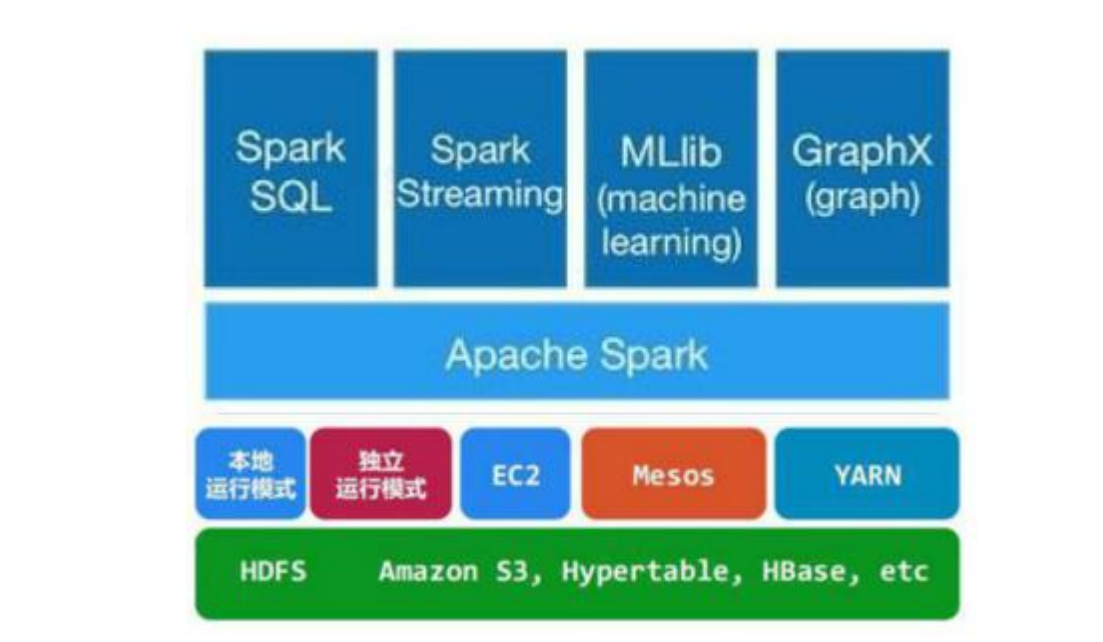 Spark
SQL
Spark
Streaming
MLlib
(machine
learning)
GraphX
(graph)
Apache Spark
本地
运行模式
独立
运行模式
EC2
Mesos
YARN
HDFS Amazon S3, Hypertable, HBase, etc